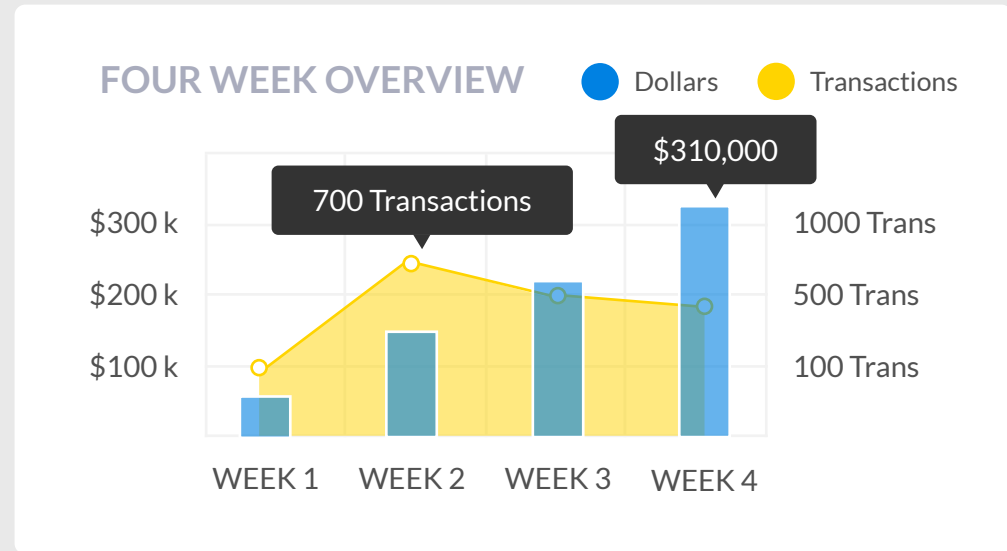 FOUR WEEK OVERVIEW
Dollars
Transactions
$310,000
700 Transactions
$300 k
1000 Trans
$200 k
500 Trans
$100 k
100 Trans
WEEK 1
WEEK 2
WEEK 3
WEEK 4